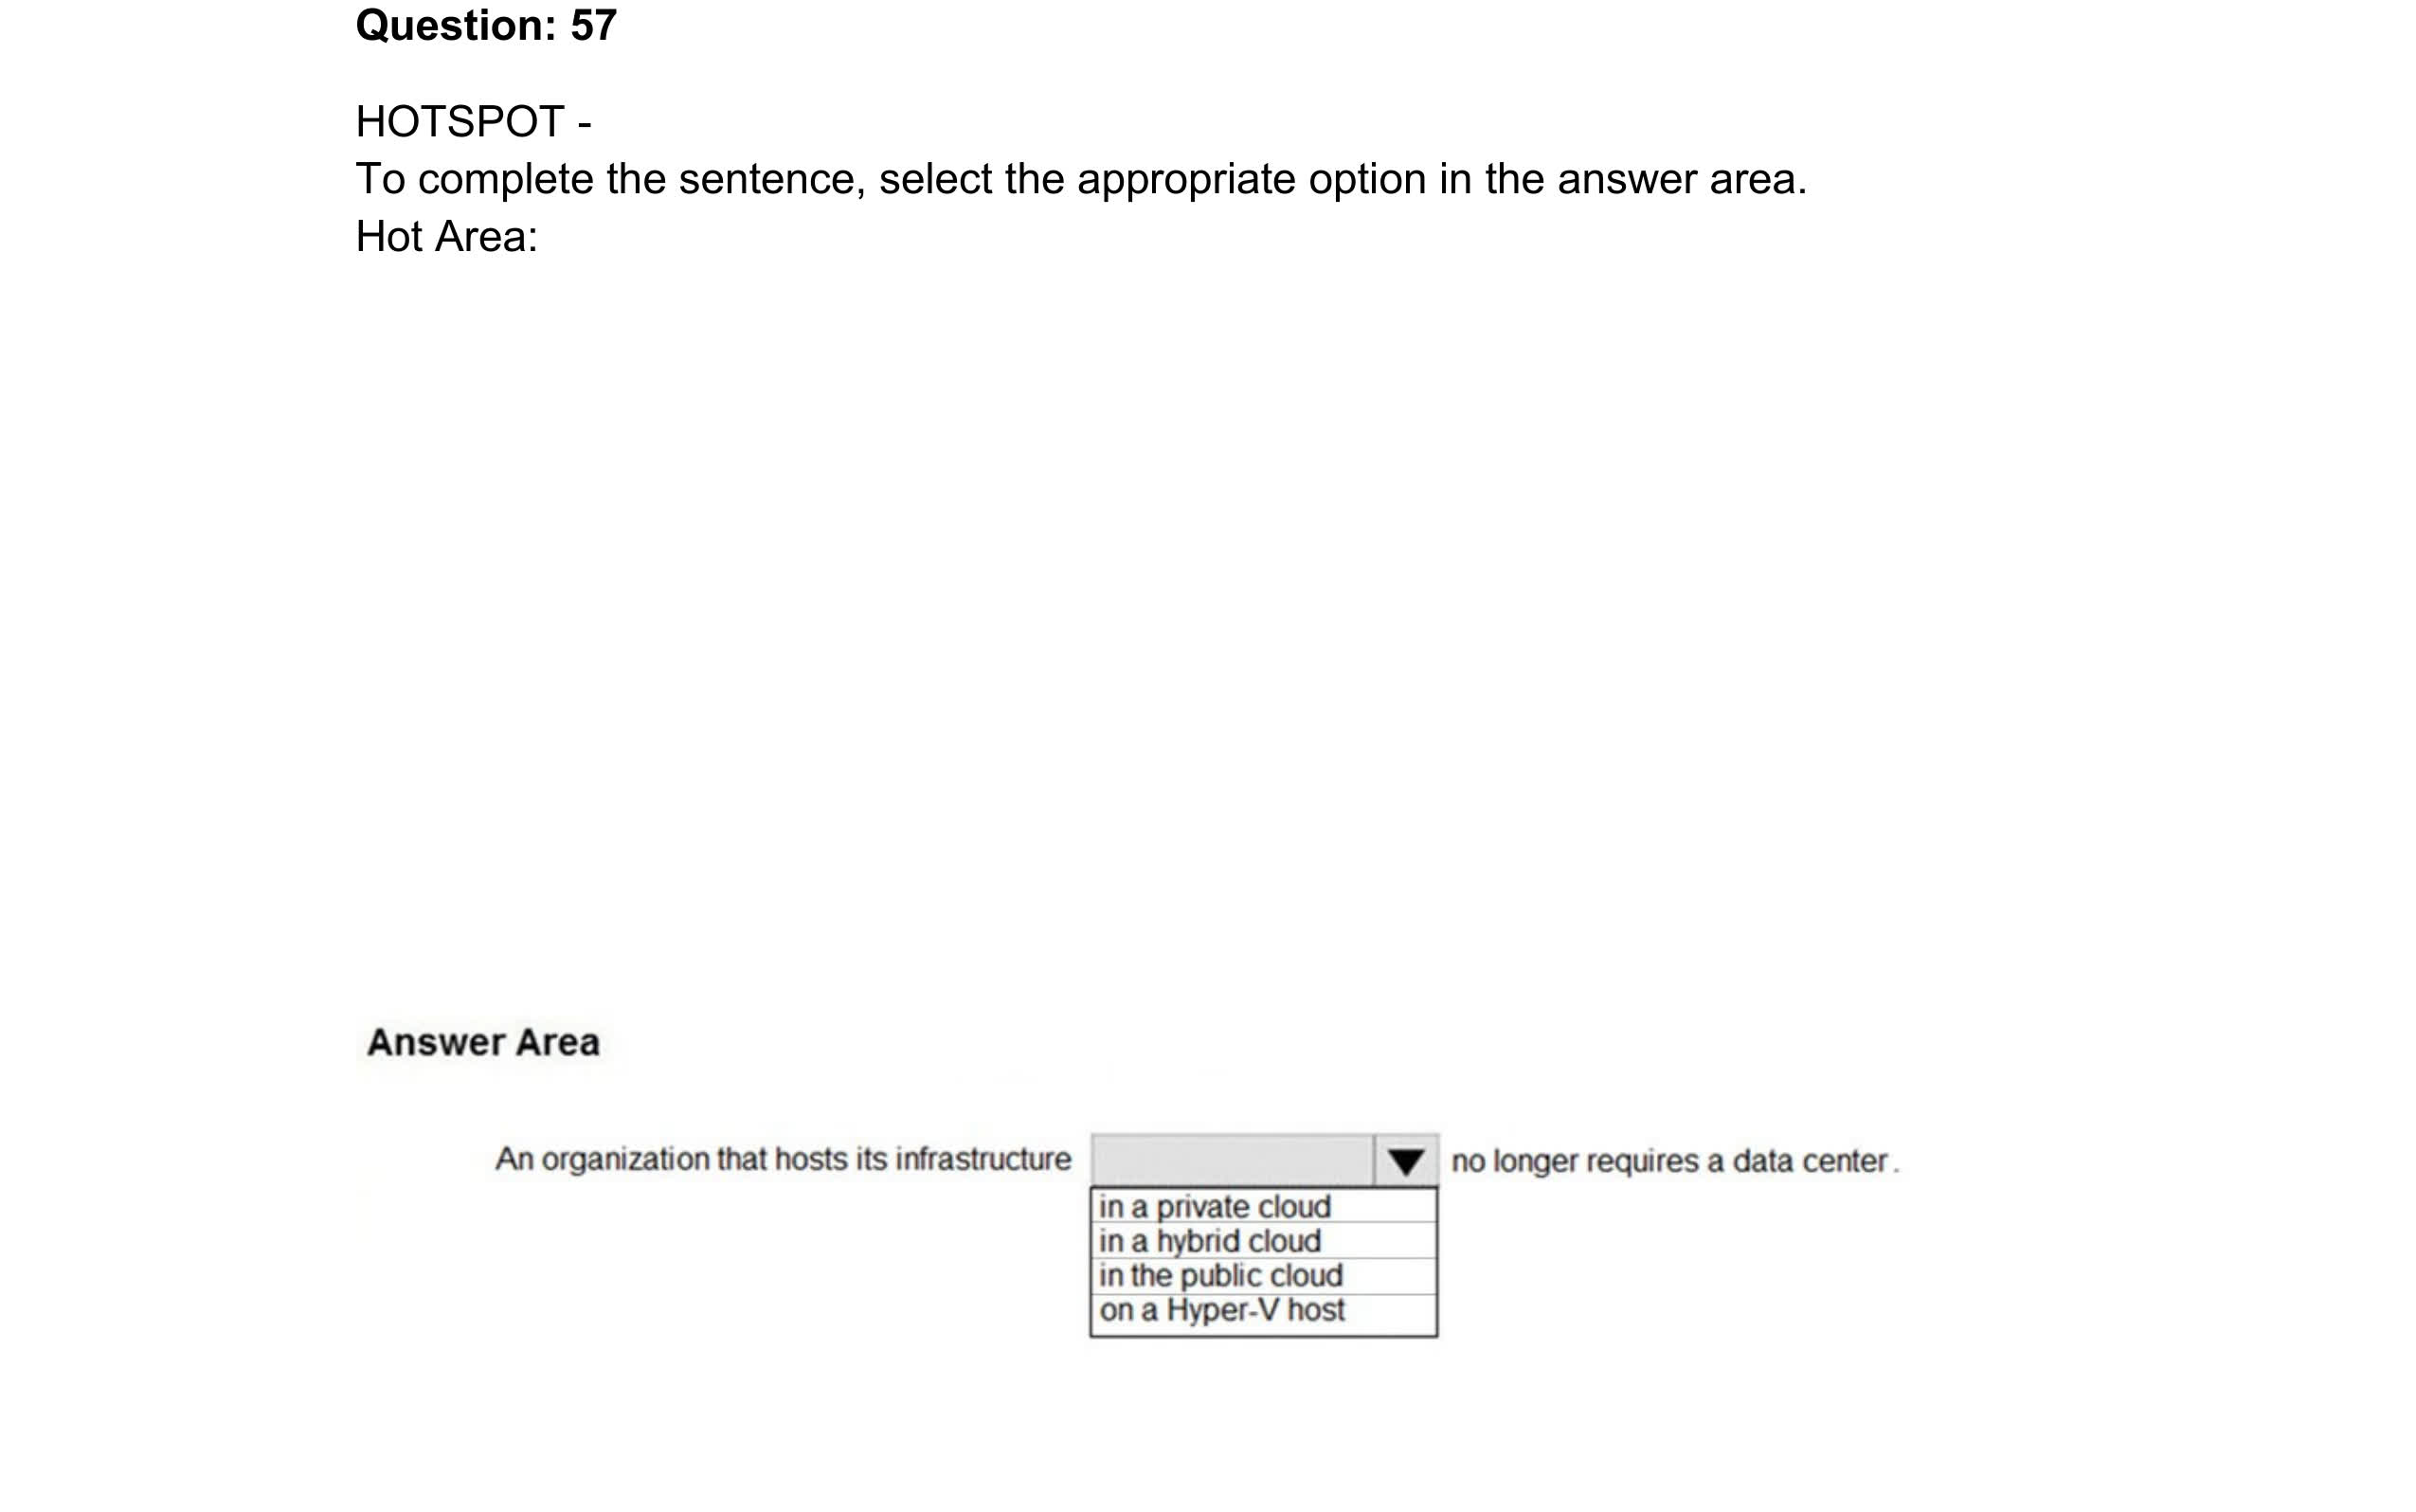 Question: 57
HOTSPOT -
To complete the sentence, select the appropriate option in the answer area.
Hot Area:
Answer Area
An organization that hosts its infrastructure no longer requires a data center.
in a private cloud
in a hybrid cloud
in the public cloud
on a Hyper-V host